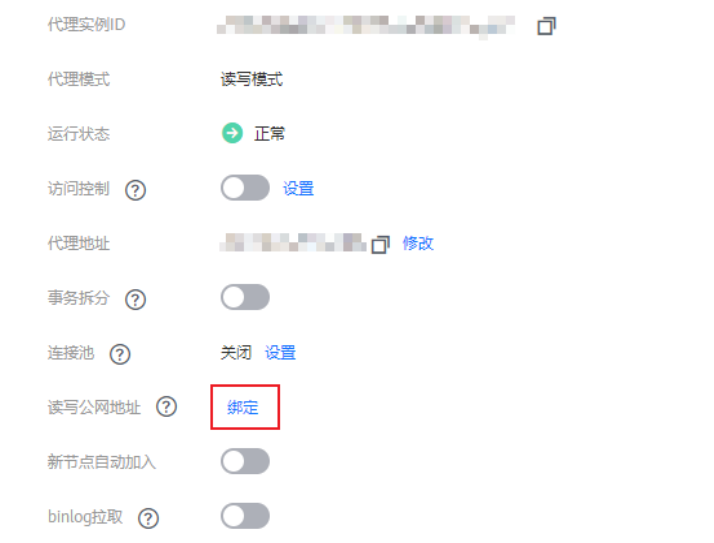 代理实例ID
代理模式 读写模式
运行状态 正常
访问控制 ? 设置
代理地址 修改
事务拆分 ?
连接池 ? 关闭 设置
读写公网地址 ? 绑定
新节点自动加入
binlog拉取 ?